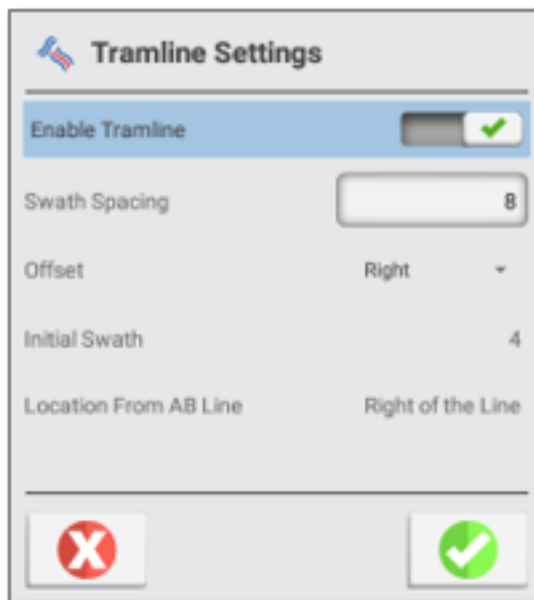 Tramline Settings
Enable Tramline
Swath Spacing 8
Offset Right
Initial Swath 4
Location From AB Line Right of the Line